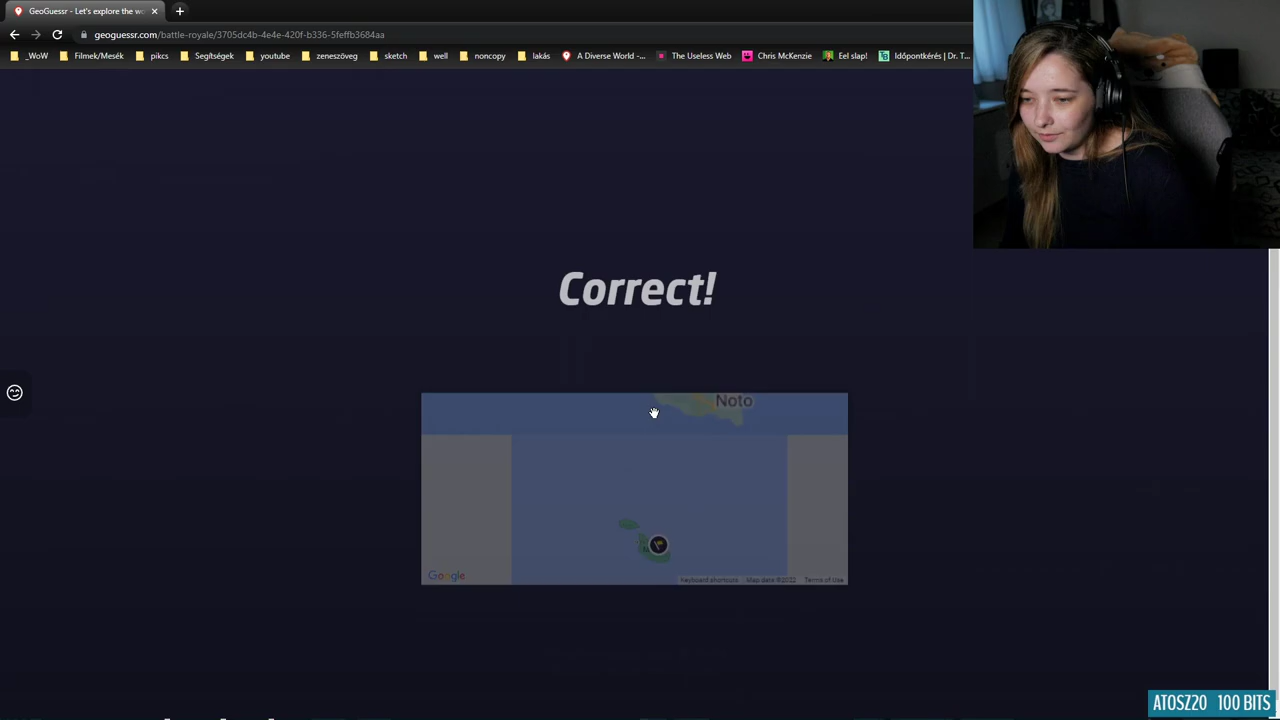 GeoGuessr - Let's explore the wo
geoguessr.com/battle-royale/3705dc4b-4e4e-420f-b336-5feffb3684aa
_WoW
Filmek/Mesék
pikcs
Segítségek
youtube
zeneszöveg
sketch
well
noncopy
lakás
A Diverse World -...
The Useless Web
Chris McKenzie
Eel slap!
Időpontkérés | Dr. T...
Correct!
Noto
Google
Keyboard shortcuts
Map data ©2022
Terms of Use
ATOSZ20 100 BITS